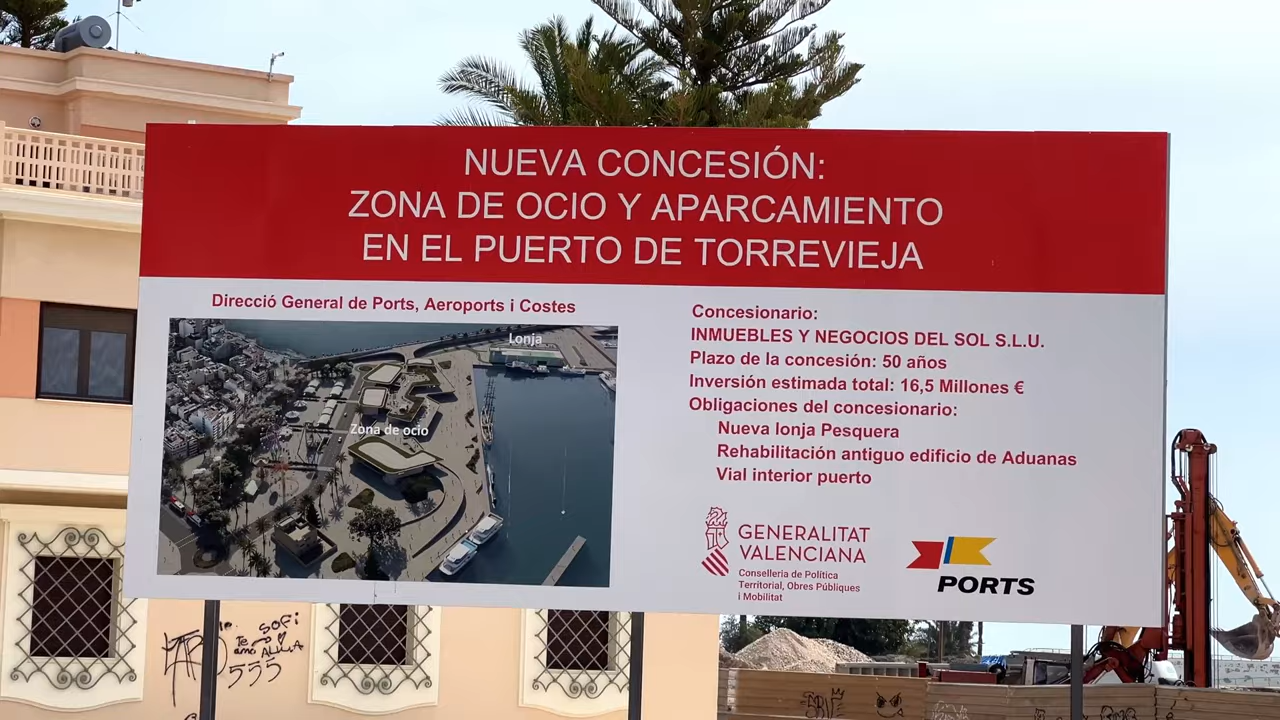 NUEVA CONCESIÓN:
ZONA DE OCIO Y APARCAMIENTO
EN EL PUERTO DE TORREVIEJA
Direcció General de Ports, Aeroports i Costes
Lonja
Zona de ocio
Concesionario:
INMUEBLES Y NEGOCIOS DEL SOL S.L.U.
Plazo de la concesión: 50 años
Inversión estimada total: 16,5 Millones €
Obligaciones del concesionario:
Nueva lonja Pesquera
Rehabilitación antiguo edificio de Aduanas
Vial interior puerto
GENERALITAT
VALENCIANA
Conselleria de Política
Territorial, Obres Públiques
i Mobilitat
PORTS
SOFi
Te
555